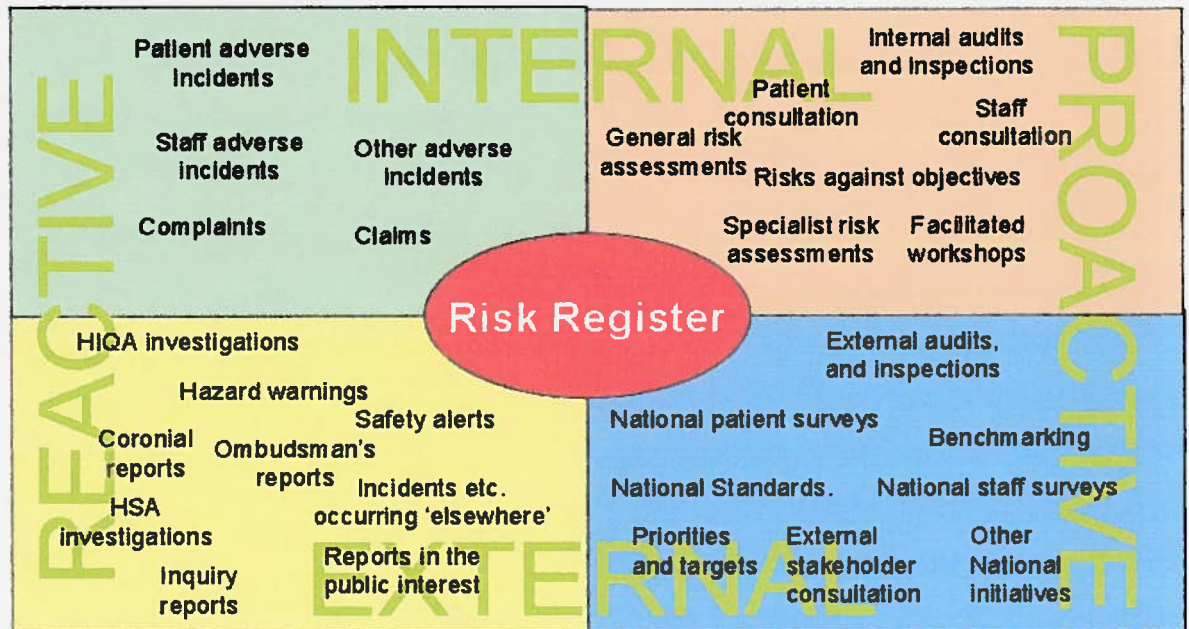 INTERNAL
PROACTIVE
REACTIVE
EXTERNAL
Patient adverse
incidents
Staff adverse
incidents
Other adverse
incidents
Complaints
Claims
Internal audits
and inspections
Patient
consultation
Staff
consultation
General risk
assessments
Risks against objectives
Specialist risk
assessments
Facilitated
workshops
Risk Register
HIQA investigations
Hazard warnings
Safety alerts
Coronial
reports
Ombudsman's
reports
Incidents etc.
occurring 'elsewhere'
HSA
investigations
Reports in the
public interest
Inquiry
reports
External audits,
and inspections
National patient surveys
Benchmarking
National Standards.
National staff surveys
Priorities
and targets
External
stakeholder
consultation
Other
National
initiatives